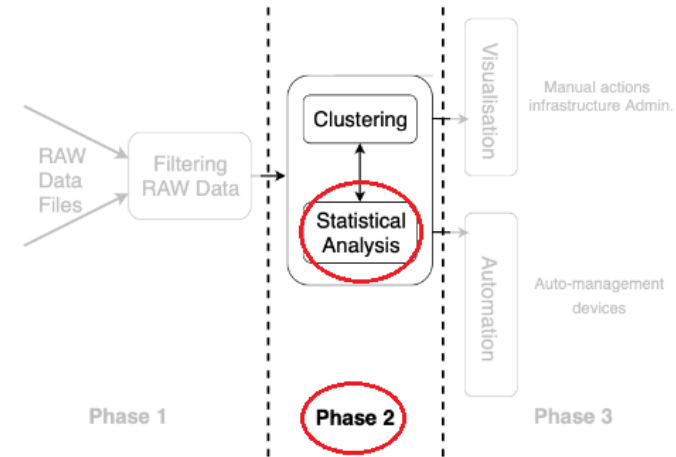 RAW
Data
Files
Filtering
RAW Data
Clustering
Statistical
Analysis
Visualisation
Manual actions
infrastructure Admin.
Automation
Auto-management
devices
Phase 1
Phase 2
Phase 3